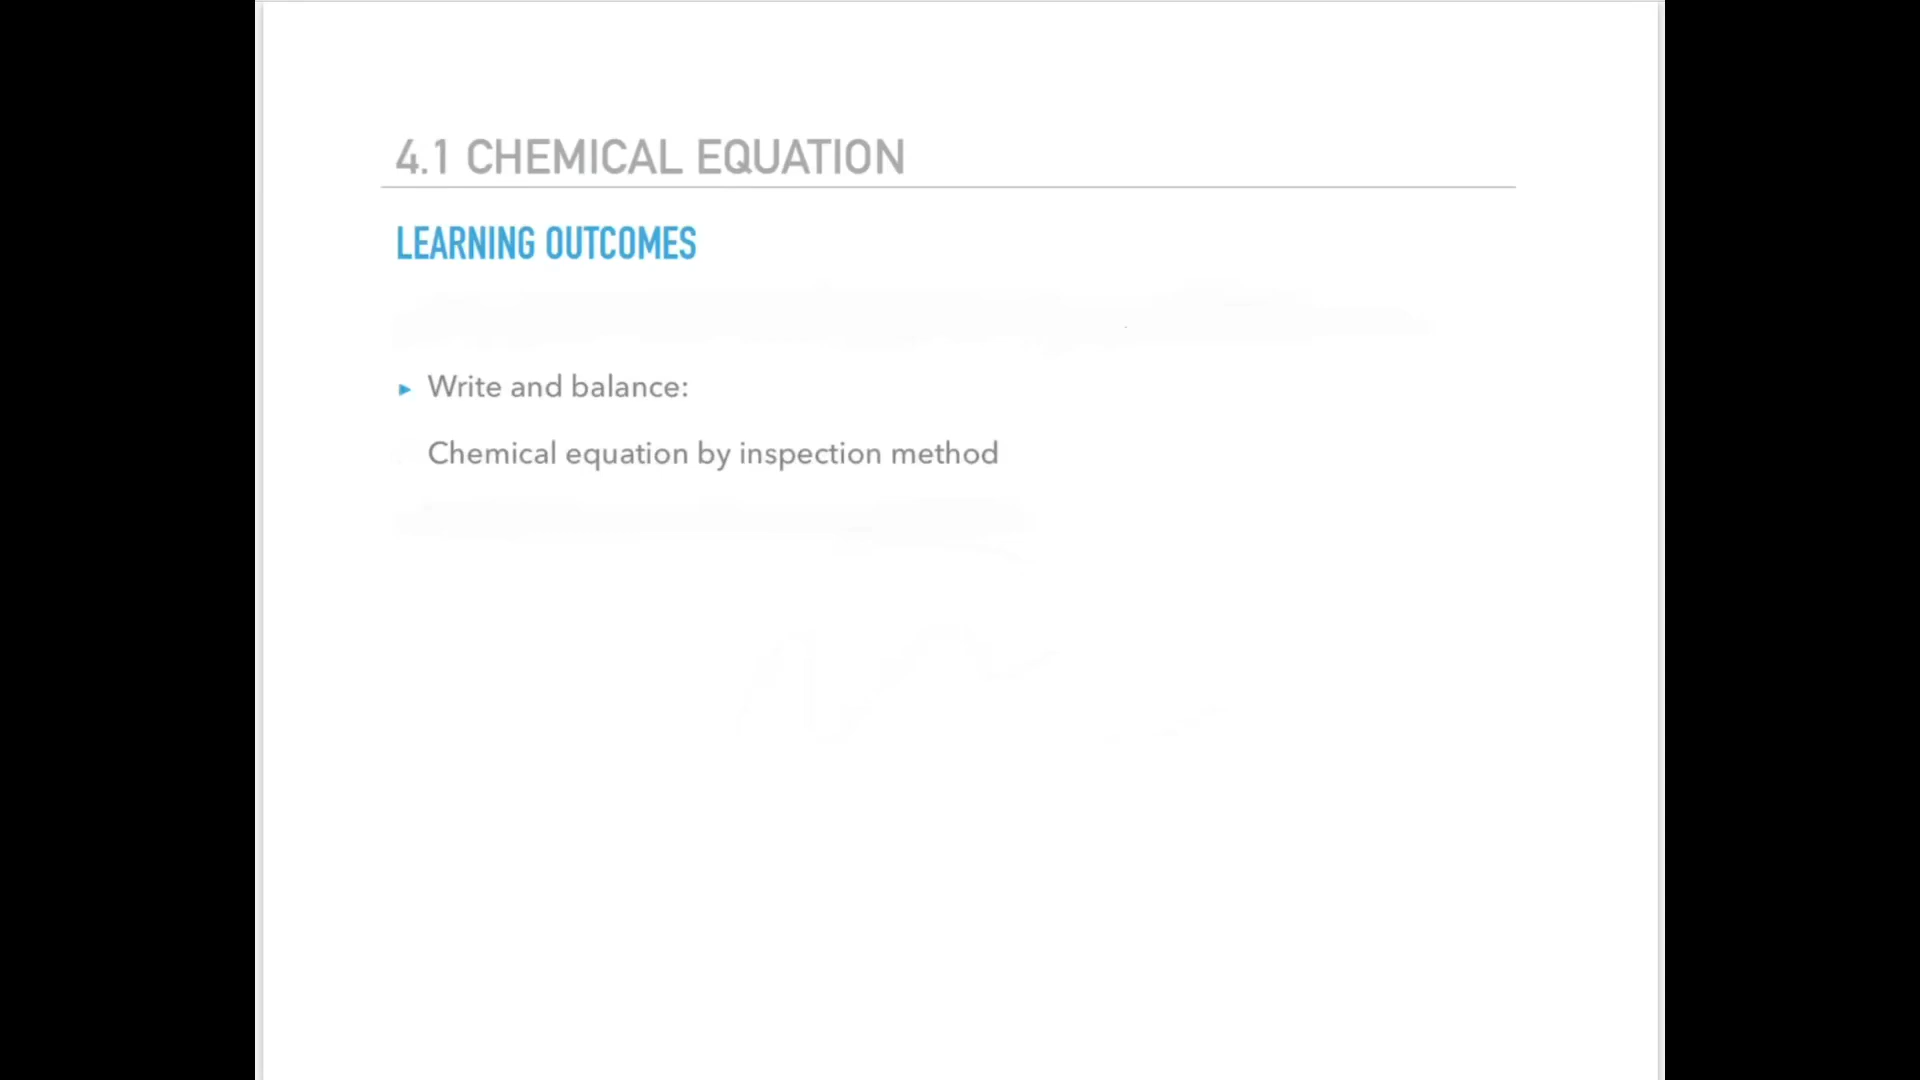 4.1 CHEMICAL EQUATION
LEARNING OUTCOMES
▸ Write and balance:
Chemical equation by inspection method